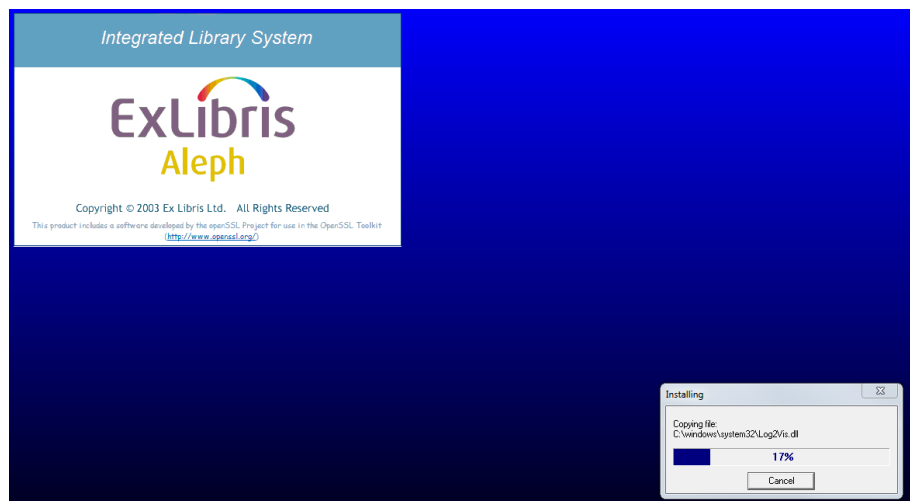 Integrated Library System
ExLibris
Aleph
Copyright © 2003 Ex Libris Ltd. All Rights Reserved
This product includes a software developed by the openSSL Project for use in the OpenSSL Toolkit
(http://www.openssl.org/)
Installing
Copying file:
C:\windows\system32\Log2Vis.dll
17%
Cancel